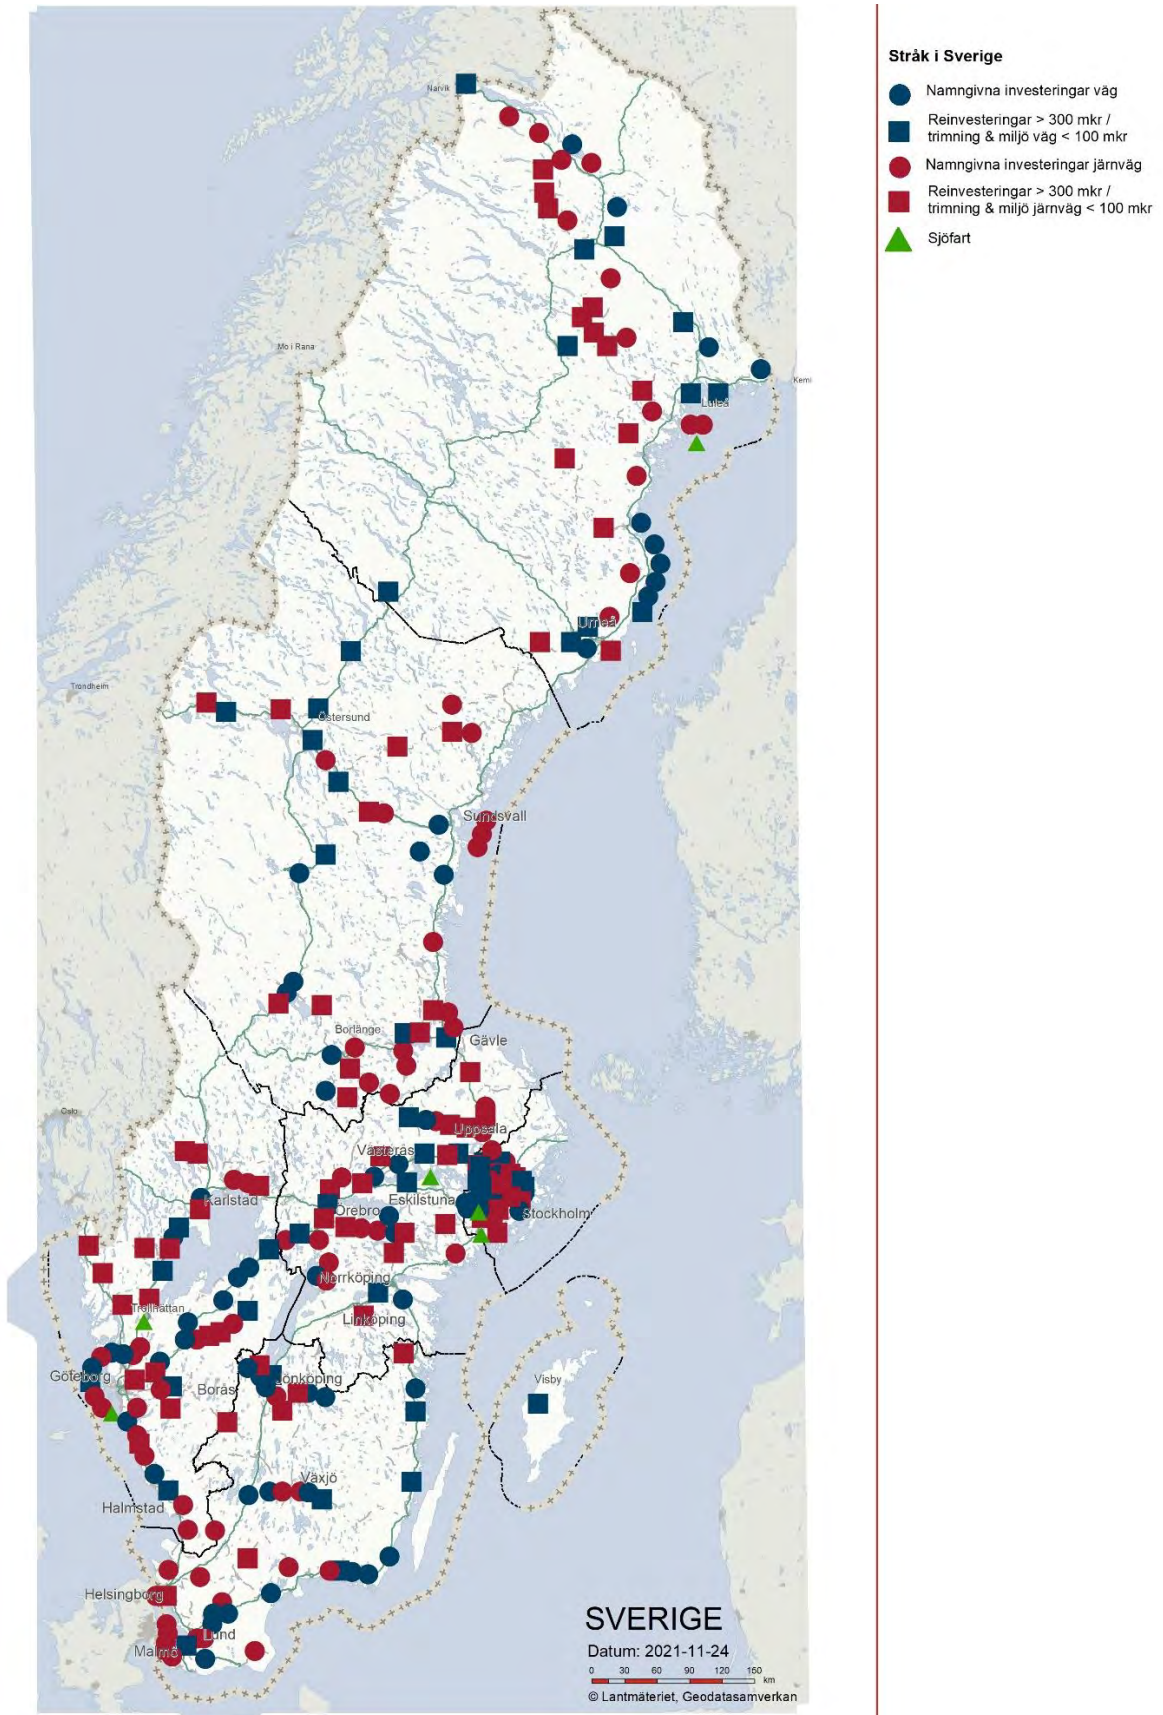 Stråk i Sverige
Namngivna investeringar väg
Reinvesteringar > 300 mkr /
trimning & miljö väg < 100 mkr
Namngivna investeringar järnväg
Reinvesteringar > 300 mkr /
trimning & miljö järnväg < 100 mkr
Sjöfart
Narvik
Mo i Rana
Kemi
Luleå
Umeå
Trondheim
Östersund
Sundsvall
Borlänge
Gävle
Oslo
Uppsala
Västerås
Karlstad
Eskilstuna
Örebro
Stockholm
Norrköping
Trollhättan
Linköping
Göteborg
Borås
Jönköping
Visby
Växjö
Halmstad
Helsingborg
Lund
Malmö
SVERIGE
Datum: 2021-11-24
0 30 60 90 120 160
km
© Lantmäteriet, Geodatasamverkan